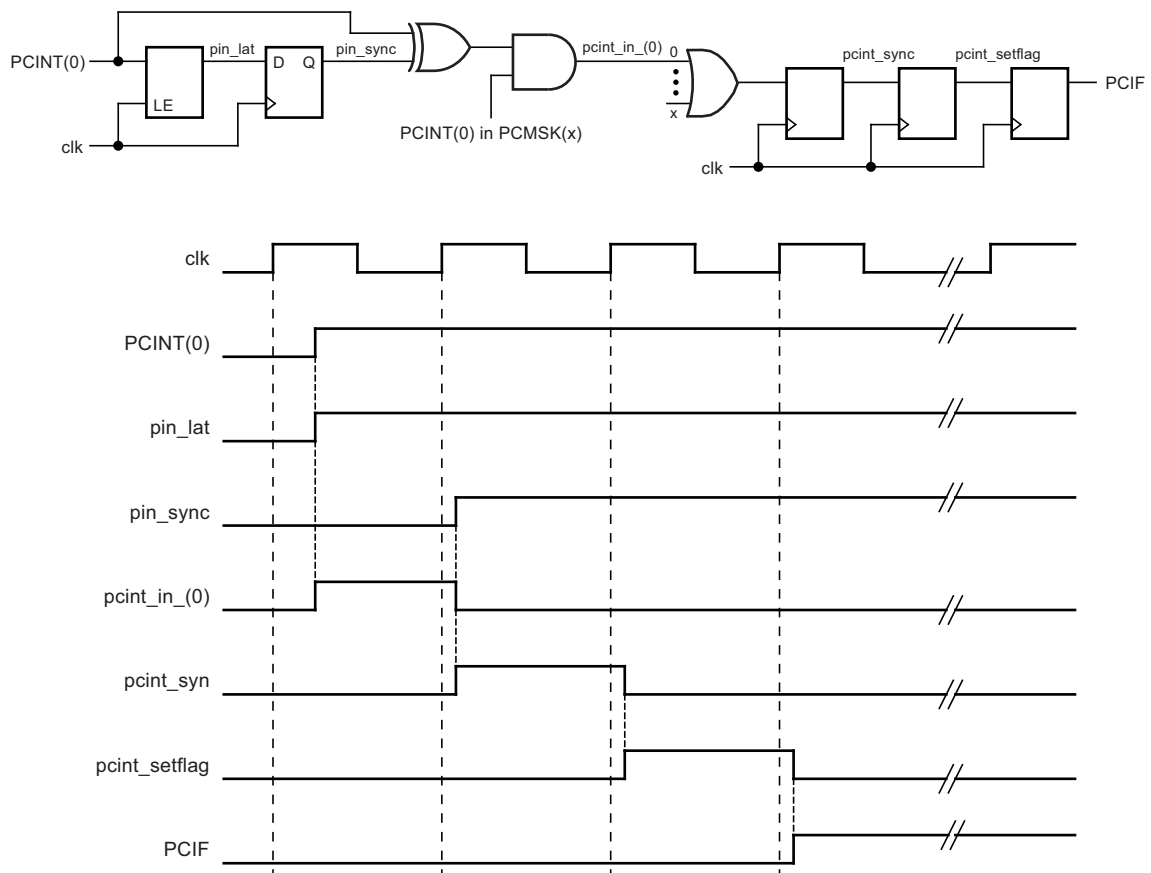 PCINT(0)
pin_lat
pin_sync
D Q
LE
clk
PCINT(0) in PCMSK(x)
pcint_in_(0)
0
x
pcint_sync
pcint_setflag
PCIF
clk
clk
PCINT(0)
pin_lat
pin_sync
pcint_in_(0)
pcint_syn
pcint_setflag
PCIF